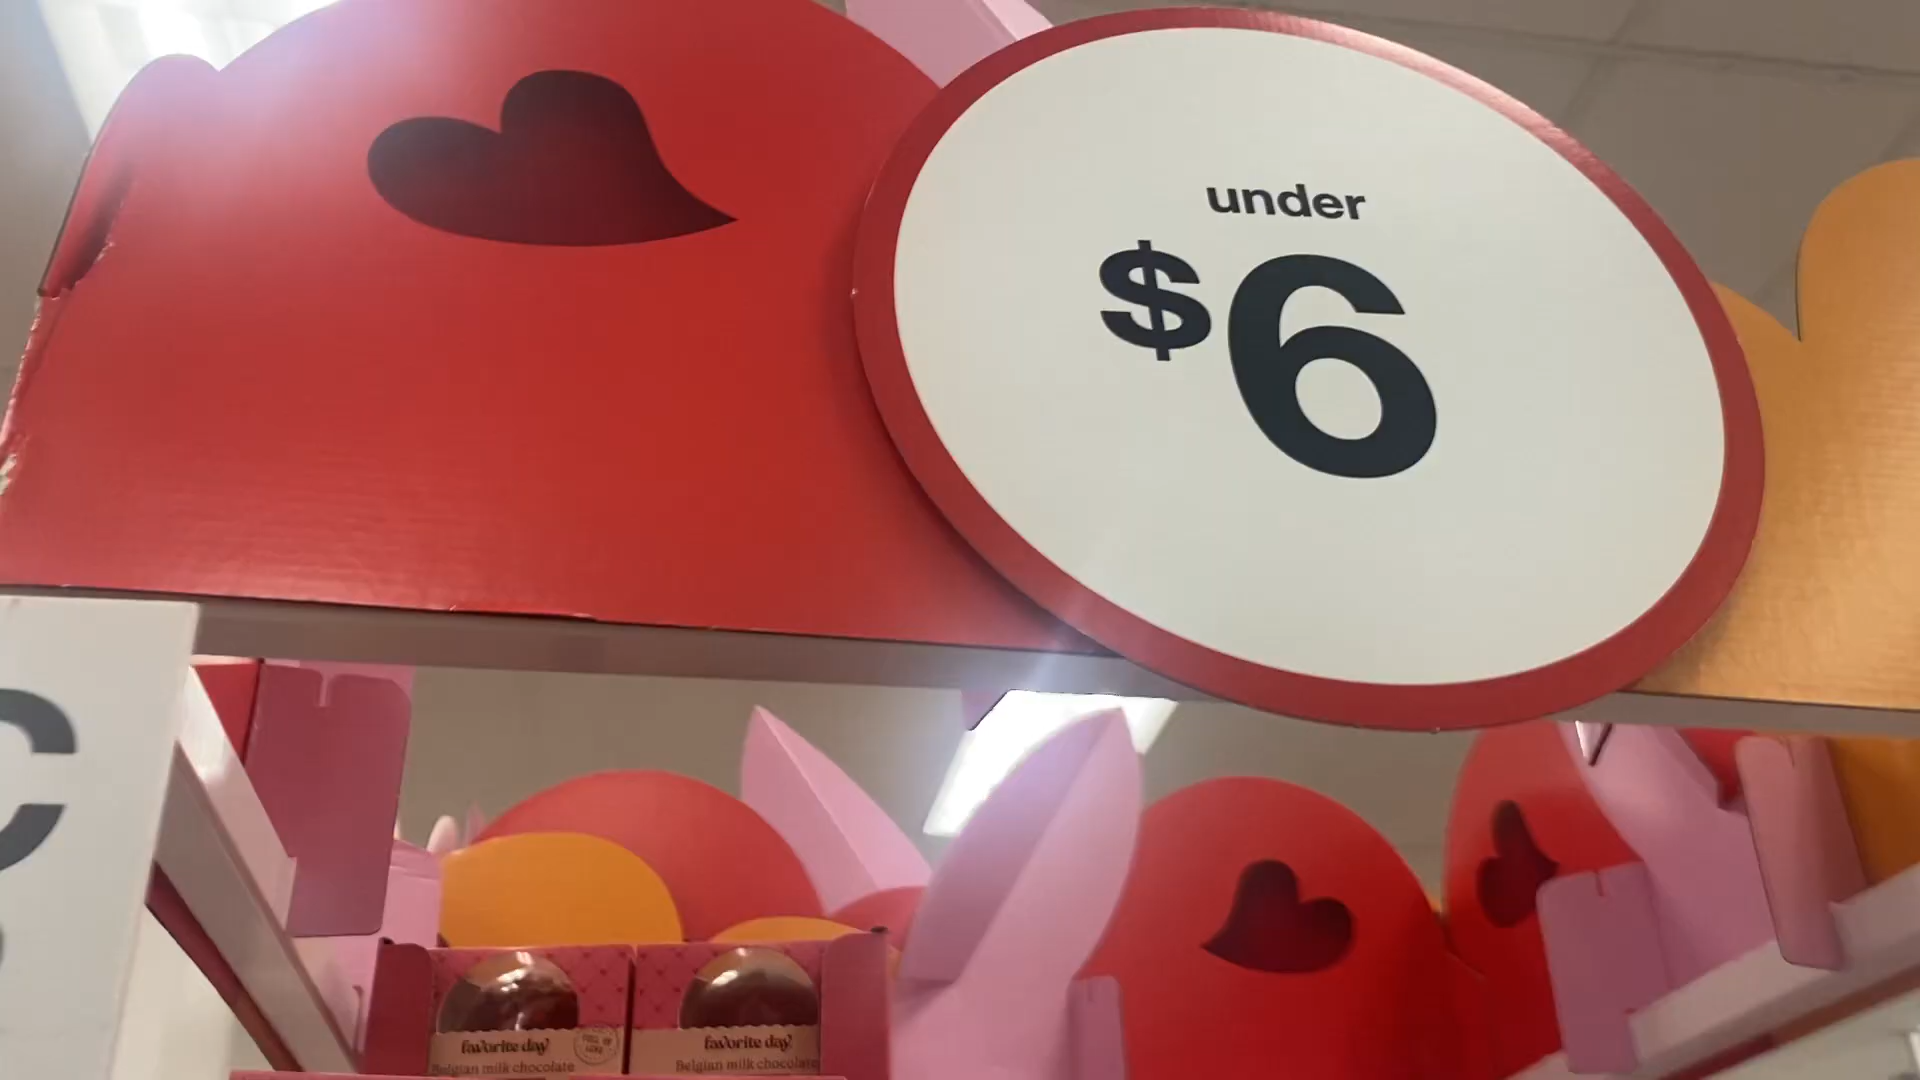 under
$6
favorite day
Belgian milk chocolate
favorite day
Belgian milk chocolate